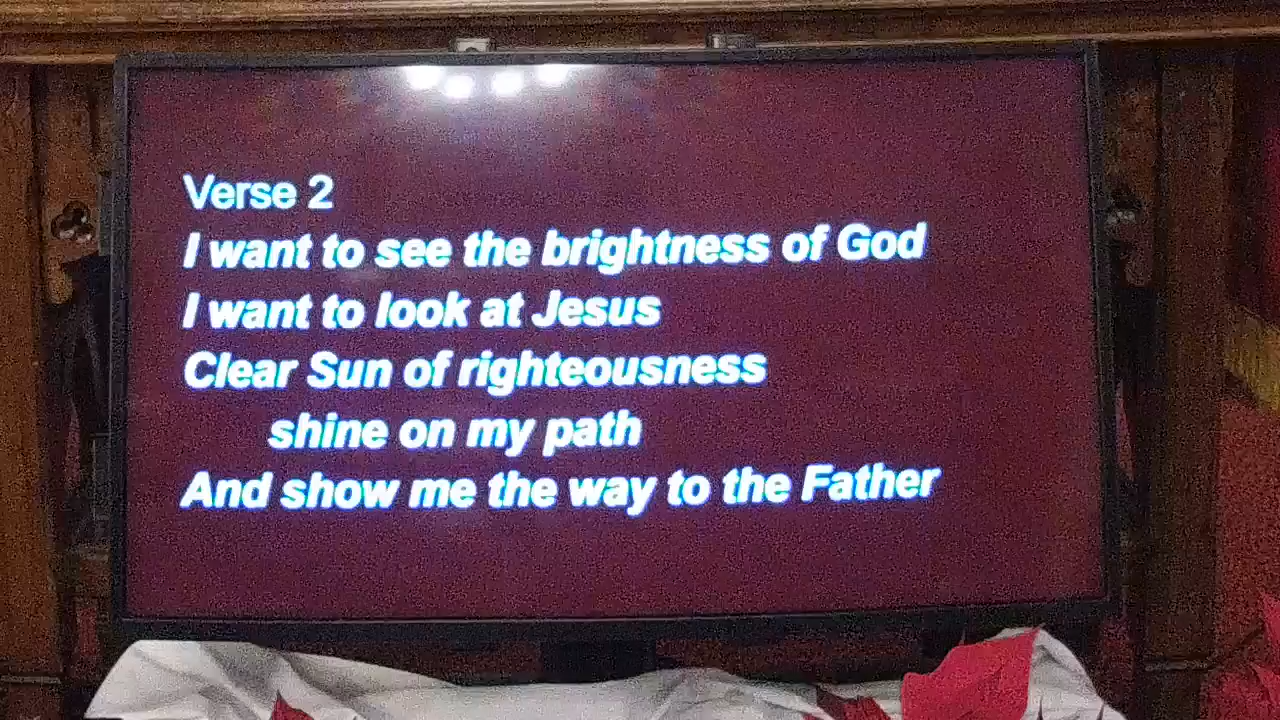 Verse 2
I want to see the brightness of God
I want to look at Jesus
Clear Sun of righteousness
shine on my path
And show me the way to the Father